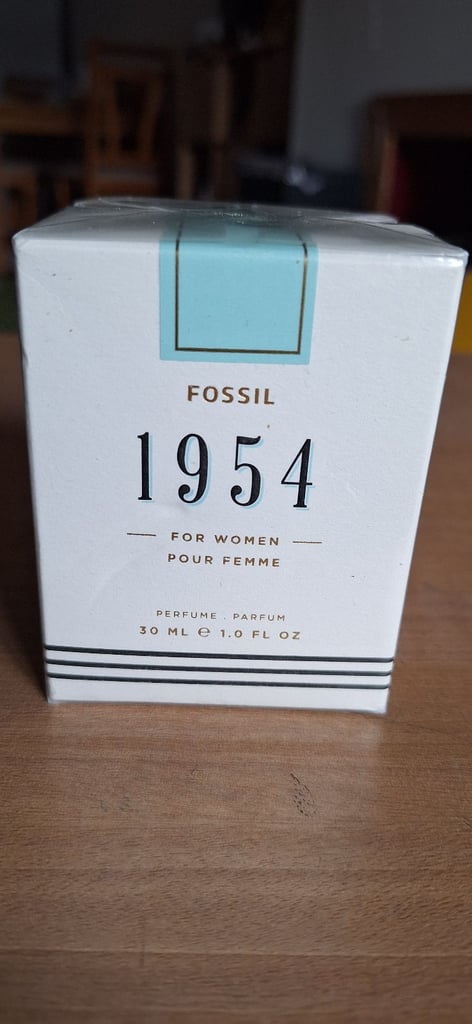 FOSSIL
1954
FOR WOMEN
POUR FEMME
PERFUME . PARFUM
30 ML ℮ 1.0 FL OZ